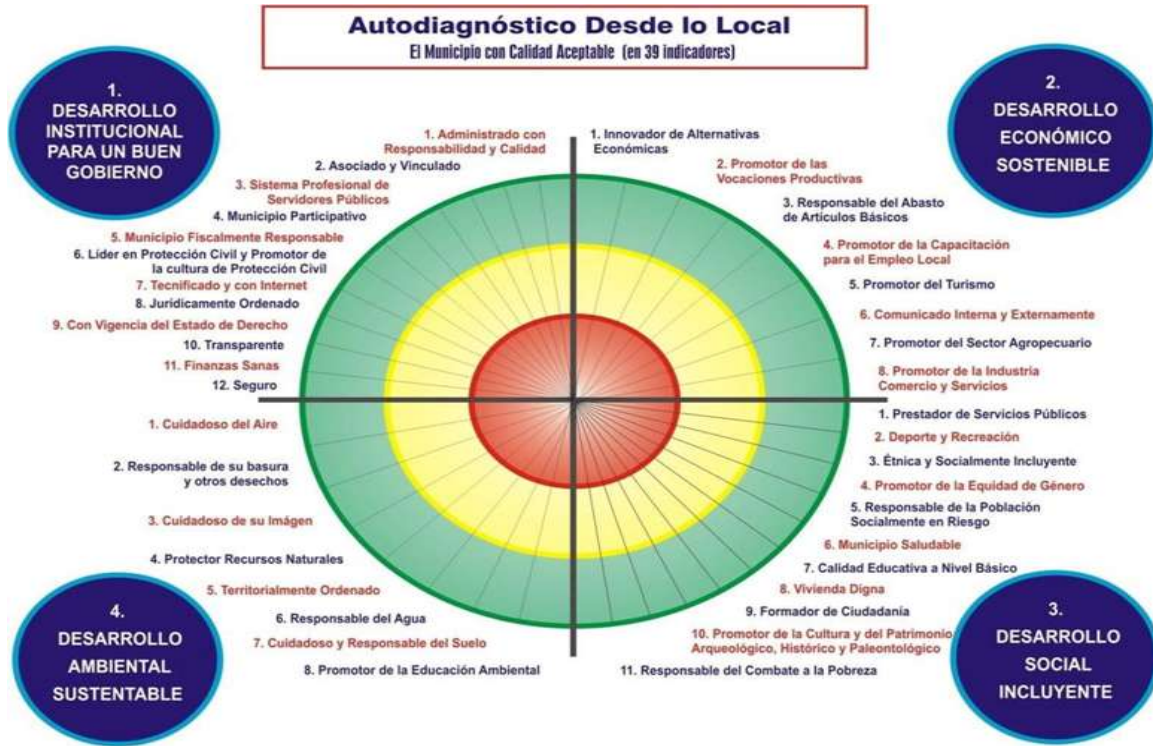 Autodiagnóstico Desde lo Local
El Municipio con Calidad Aceptable (en 39 indicadores)
1.
DESARROLLO
INSTITUCIONAL
PARA UN BUEN
GOBIERNO
2.
DESARROLLO
ECONÓMICO
SOSTENIBLE
1. Administrado con
Responsabilidad y Calidad
2. Asociado y Vinculado
3. Sistema Profesional de
Servidores Públicos
4. Municipio Participativo
5. Municipio Fiscalmente Responsable
6. Líder en Protección Civil y Promotor de
la cultura de Protección Civil
7. Tecnificado y con Internet
8. Jurídicamente Ordenado
9. Con Vigencia del Estado de Derecho
10. Transparente
11. Finanzas Sanas
12. Seguro
1. Innovador de Alternativas
Económicas
2. Promotor de las
Vocaciones Productivas
3. Responsable del Abasto
de Artículos Básicos
4. Promotor de la Capacitación
para el Empleo Local
5. Promotor del Turismo
6. Comunicado Interna y Externamente
7. Promotor del Sector Agropecuario
8. Promotor de la Industria
Comercio y Servicios
1. Cuidadoso del Aire
2. Responsable de su basura
y otros desechos
3. Cuidadoso de su Imágen
4. Protector Recursos Naturales
5. Territorialmente Ordenado
6. Responsable del Agua
7. Cuidadoso y Responsable del Suelo
8. Promotor de la Educación Ambiental
1. Prestador de Servicios Públicos
2. Deporte y Recreación
3. Étnica y Socialmente Incluyente
4. Promotor de la Equidad de Género
5. Responsable de la Población
Socialmente en Riesgo
6. Municipio Saludable
7. Calidad Educativa a Nivel Básico
8. Vivienda Digna
9. Formador de Ciudadanía
10. Promotor de la Cultura y del Patrimonio
Arqueológico, Histórico y Paleontológico
11. Responsable del Combate a la Pobreza
4.
DESARROLLO
AMBIENTAL
SUSTENTABLE
3.
DESARROLLO
SOCIAL
INCLUYENTE